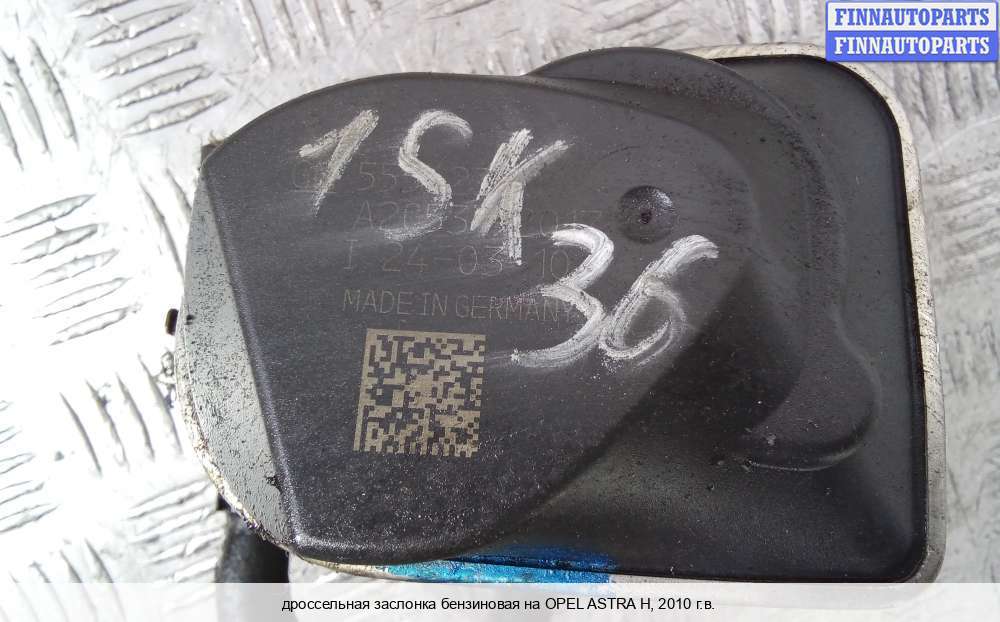 FINNAUTOPARTS
FINNAUTOPARTS
1SK
36
MADE IN GERMANY
дроссельная заслонка бензиновая на OPEL ASTRA H, 2010 г.в.